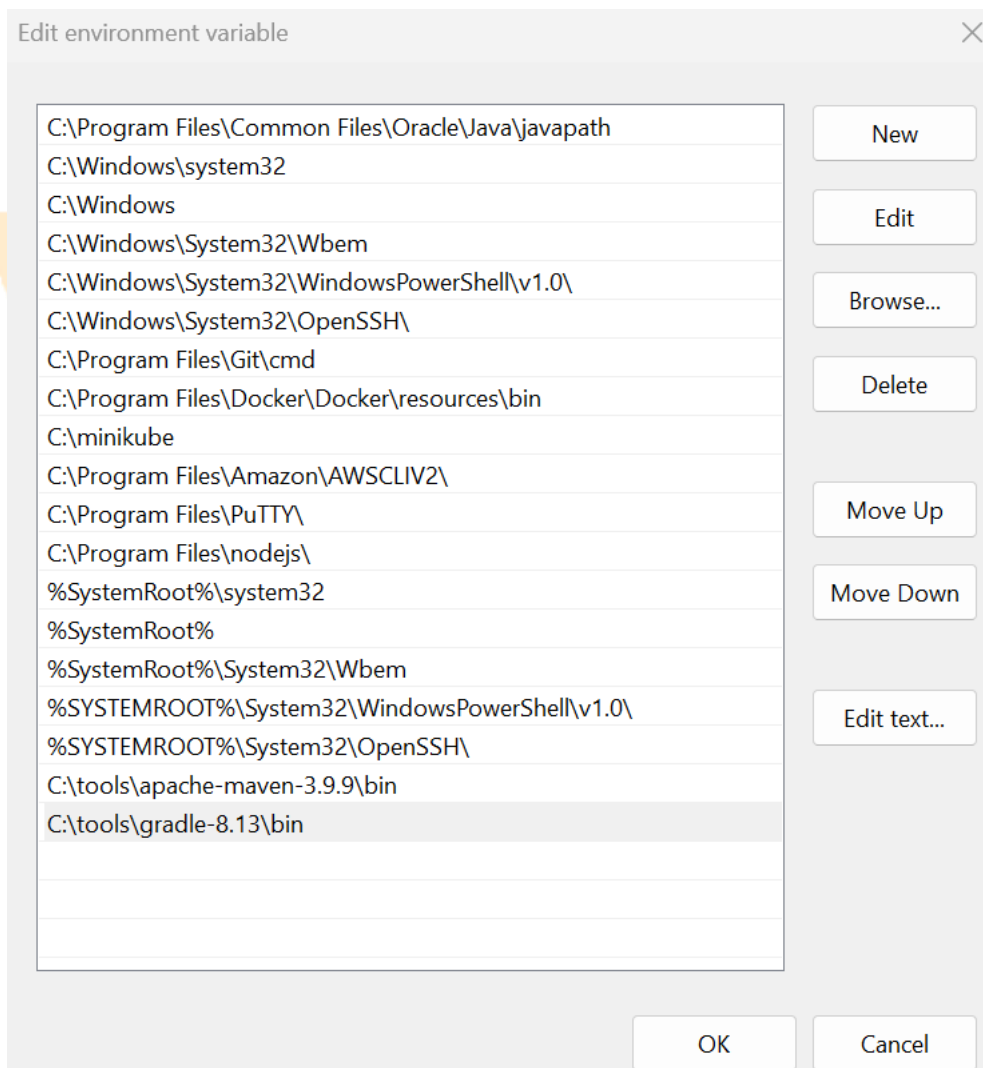 Edit environment variable
C:\Program Files\Common Files\Oracle\Java\javapath
C:\Windows\system32
C:\Windows
C:\Windows\System32\Wbem
C:\Windows\System32\WindowsPowerShell\v1.0\
C:\Windows\System32\OpenSSH\
C:\Program Files\Git\cmd
C:\Program Files\Docker\Docker\resources\bin
C:\minikube
C:\Program Files\Amazon\AWSCLIV2\
C:\Program Files\PuTTY\
C:\Program Files\nodejs\
%SystemRoot%\system32
%SystemRoot%
%SystemRoot%\System32\Wbem
%SYSTEMROOT%\System32\WindowsPowerShell\v1.0\
%SYSTEMROOT%\System32\OpenSSH\
C:\tools\apache-maven-3.9.9\bin
C:\tools\gradle-8.13\bin
New
Edit
Browse...
Delete
Move Up
Move Down
Edit text...
OK
Cancel